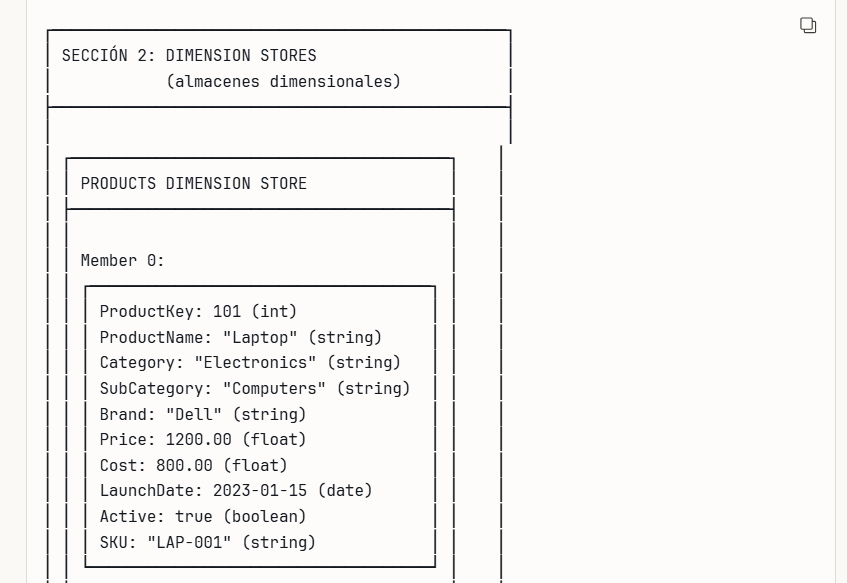 SECCIÓN 2: DIMENSION STORES
(almacenes dimensionales)
PRODUCTS DIMENSION STORE
Member 0:
ProductKey: 101 (int)
ProductName: "Laptop" (string)
Category: "Electronics" (string)
SubCategory: "Computers" (string)
Brand: "Dell" (string)
Price: 1200.00 (float)
Cost: 800.00 (float)
LaunchDate: 2023-01-15 (date)
Active: true (boolean)
SKU: "LAP-001" (string)